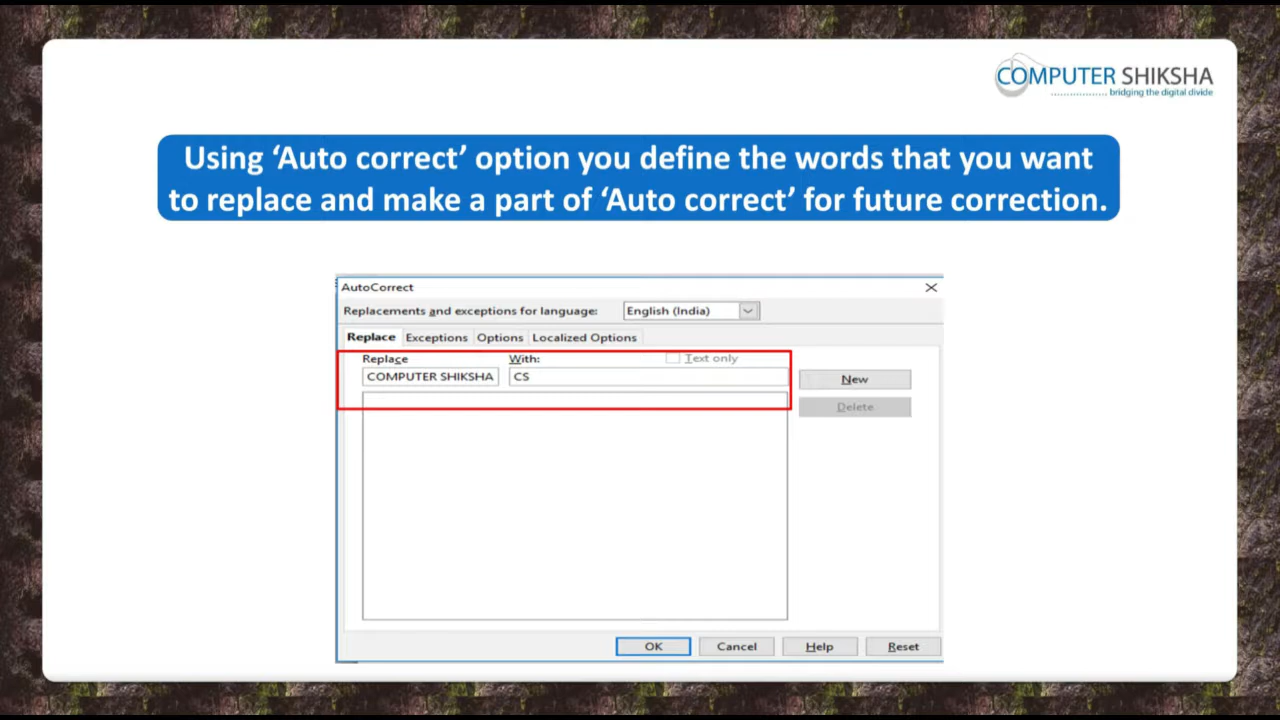 COMPUTER SHIKSHA
bridging the digital divide
Using ‘Auto correct’ option you define the words that you want
to replace and make a part of ‘Auto correct’ for future correction.
AutoCorrect
Replacements and exceptions for language: English (India)
Replace Exceptions Options Localized Options
Replace With: Text only
COMPUTER SHIKSHA CS
New
Delete
OK Cancel Help Reset